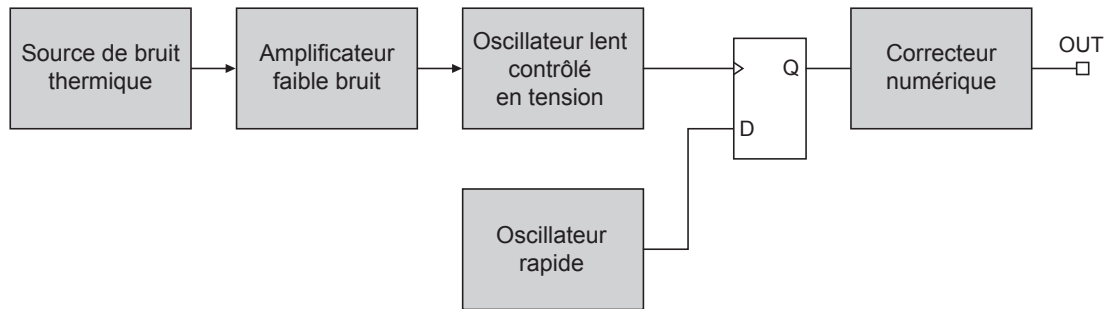 Source de bruit
thermique
Amplificateur
faible bruit
Oscillateur lent
contrôlé
en tension
Q
D
Correcteur
numérique
OUT
Oscillateur
rapide